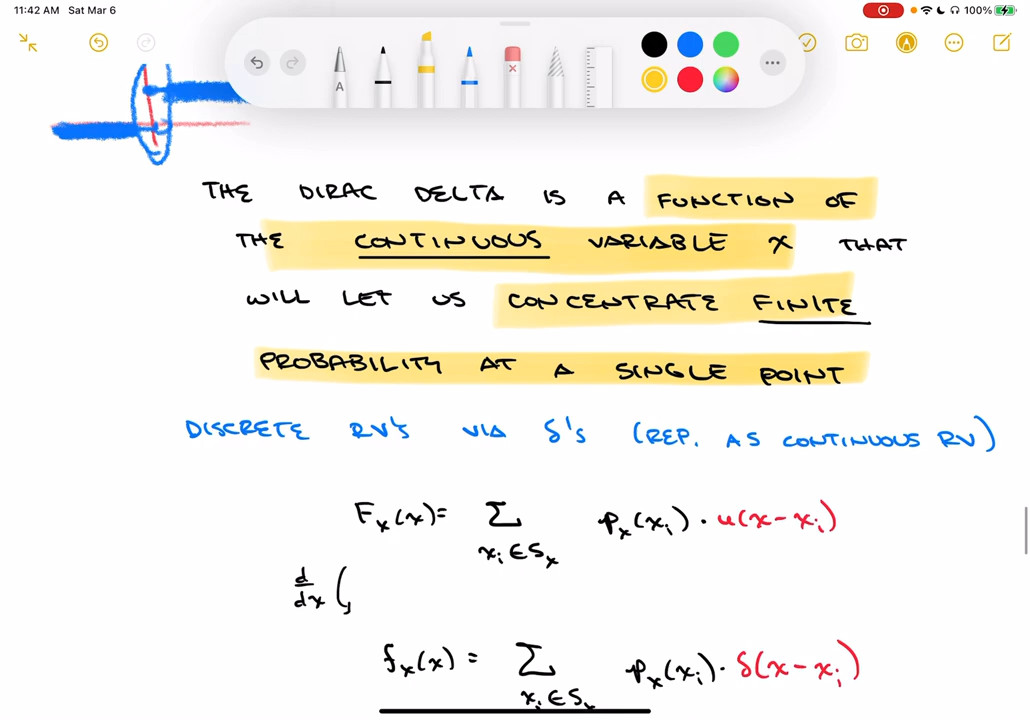 11:42 AM Sat Mar 6
100%
A
THE DIRAC DELTA IS A FUNCTION OF
THE CONTINUOUS VARIABLE x THAT
WILL LET US CONCENTRATE FINITE
PROBABILITY AT A SINGLE POINT
DISCRETE RV'S VIA δ'S (REP. AS CONTINUOUS RV)
Fₓ(x) = Σ pₓ(xᵢ) · u(x-xᵢ)
xᵢ ∈ Sₓ
d/dx (
fₓ(x) = Σ pₓ(xᵢ) · δ(x-xᵢ)
xᵢ ∈ Sₓ